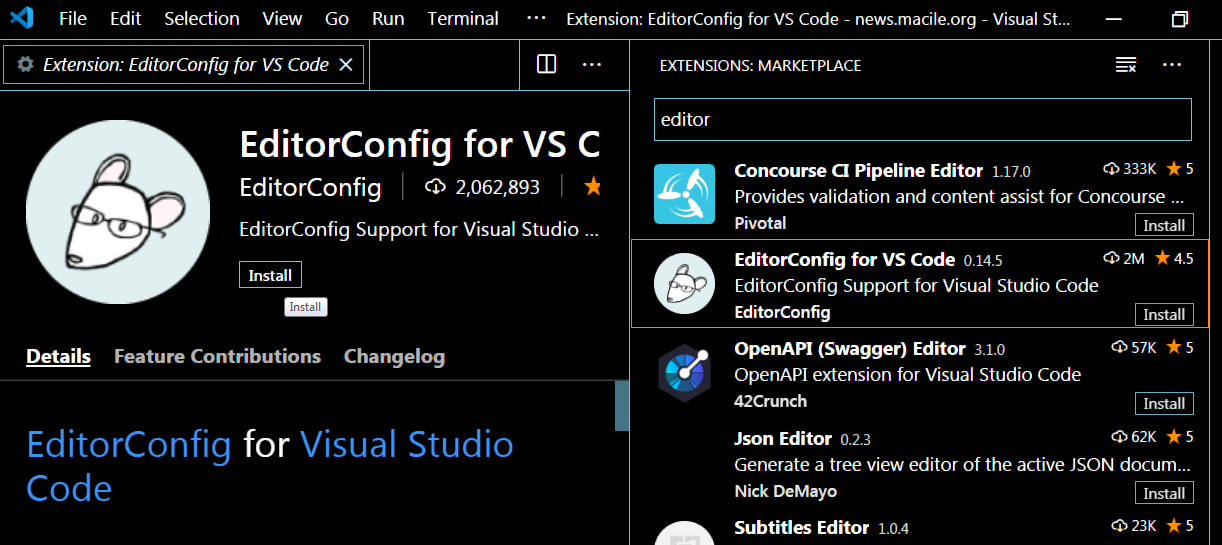 File Edit Selection View Go Run Terminal ··· Extension: EditorConfig for VS Code - news.macile.org - Visual St...
Extension: EditorConfig for VS Code
EditorConfig for VS C
EditorConfig 2,062,893
EditorConfig Support for Visual Studio ...
Install
Install
Details Feature Contributions Changelog
EditorConfig for Visual Studio
Code
EXTENSIONS: MARKETPLACE
editor
Concourse CI Pipeline Editor 1.17.0 333K 5
Provides validation and content assist for Concourse ...
Pivotal Install
EditorConfig for VS Code 0.14.5 2M 4.5
EditorConfig Support for Visual Studio Code
EditorConfig Install
OpenAPI (Swagger) Editor 3.1.0 57K 5
OpenAPI extension for Visual Studio Code
42Crunch Install
Json Editor 0.2.3 62K 5
Generate a tree view editor of the active JSON docum...
Nick DeMayo Install
Subtitles Editor 1.0.4 23K 5